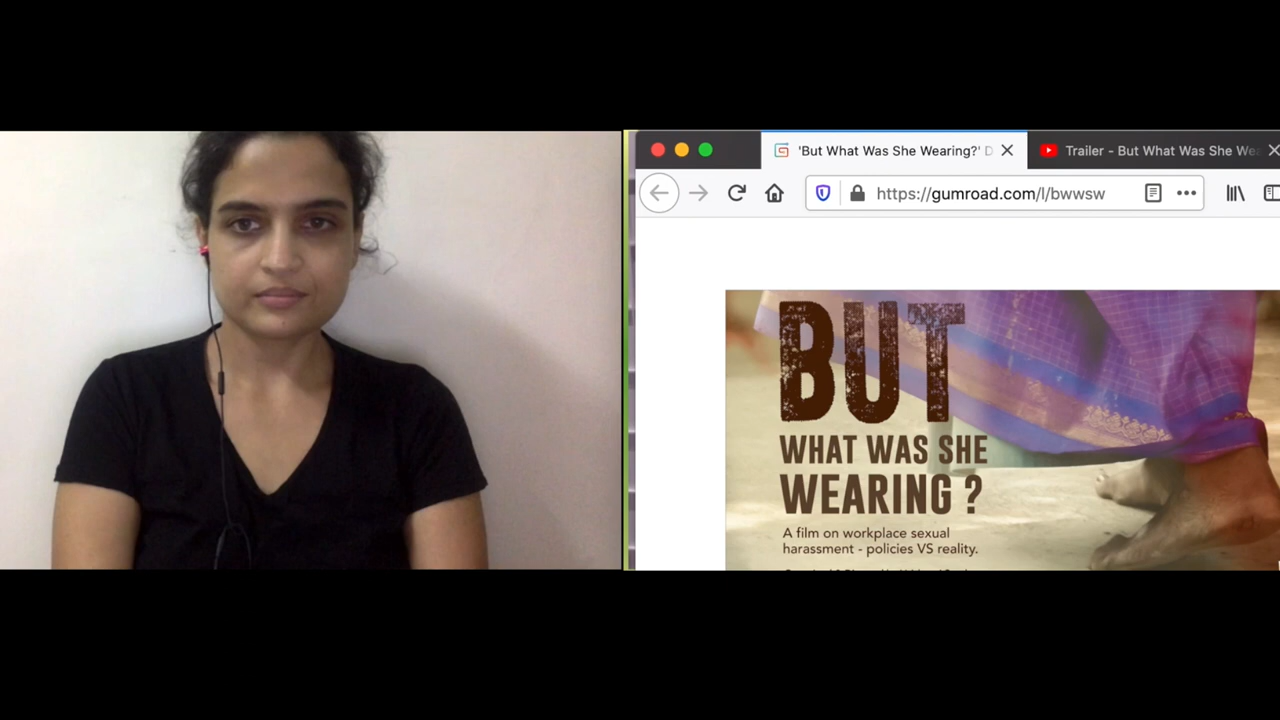 'But What Was She Wearing?' D
Trailer - But What Was She We
https://gumroad.com/l/bwwsw
BUT
WHAT WAS SHE
WEARING ?
A film on workplace sexual
harassment - policies VS reality.